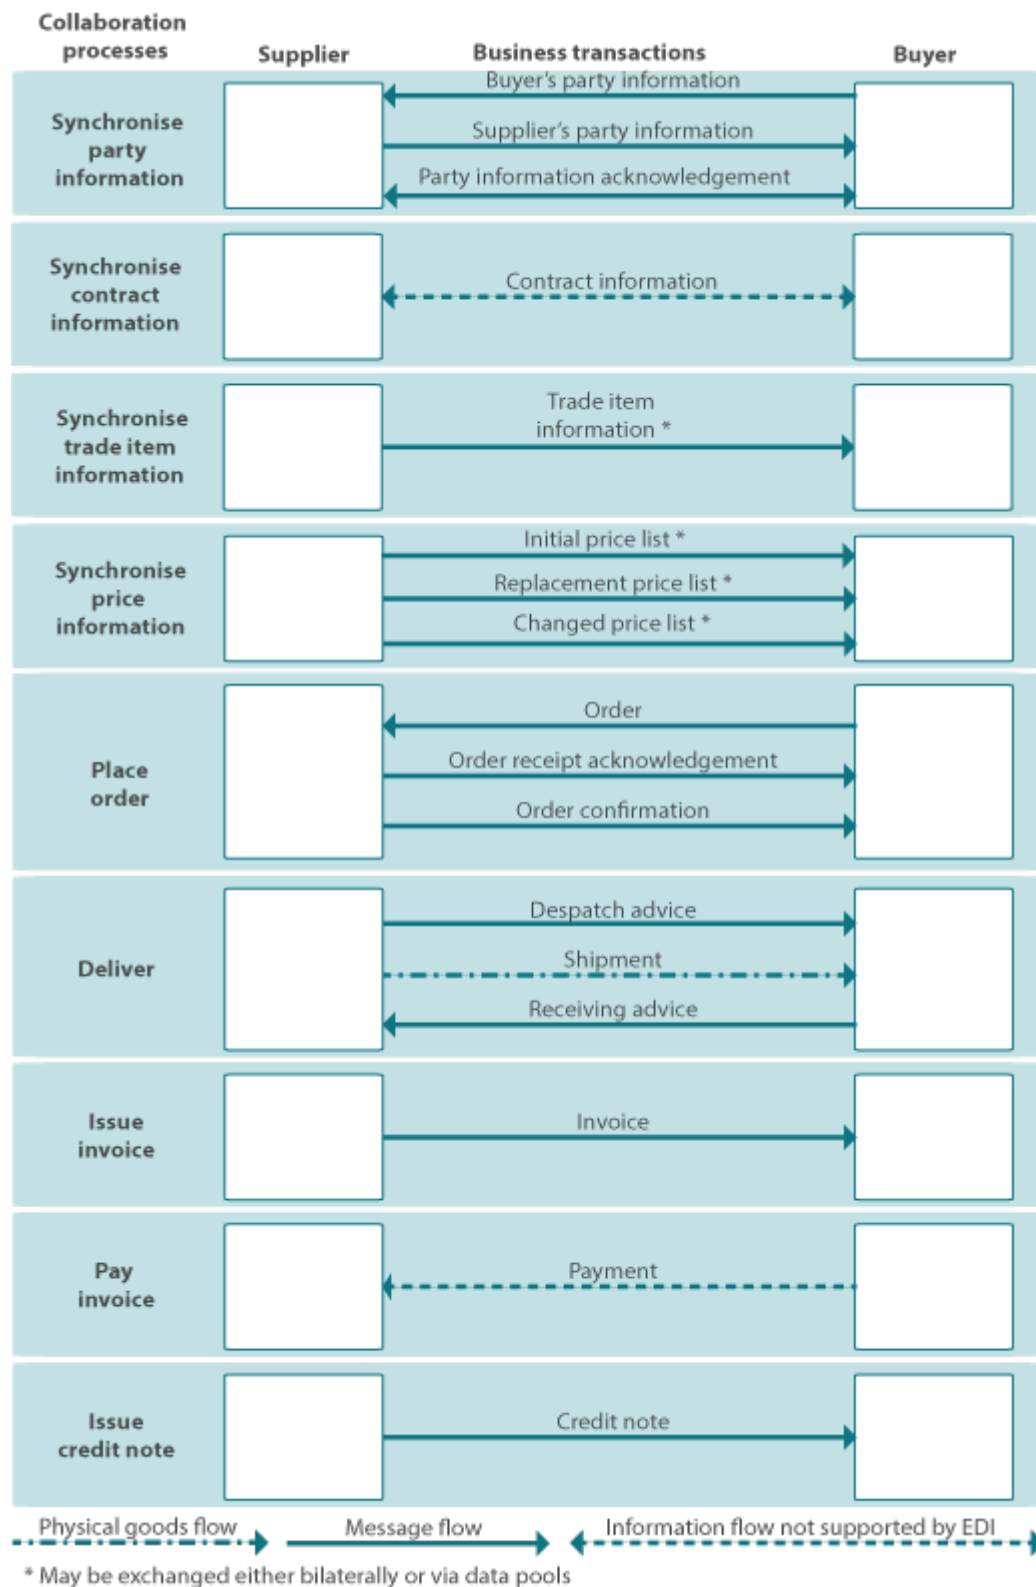 Collaboration
processes
Supplier
Business transactions
Buyer
Synchronise
party
information
Buyer's party information
Supplier's party information
Party information acknowledgement
Synchronise
contract
information
Contract information
Synchronise
trade item
information
Trade item
information *
Synchronise
price
information
Initial price list *
Replacement price list *
Changed price list *
Place
order
Order
Order receipt acknowledgement
Order confirmation
Deliver
Despatch advice
Shipment
Receiving advice
Issue
invoice
Invoice
Pay
invoice
Payment
Issue
credit note
Credit note
Physical goods flow
Message flow
Information flow not supported by EDI
* May be exchanged either bilaterally or via data pools